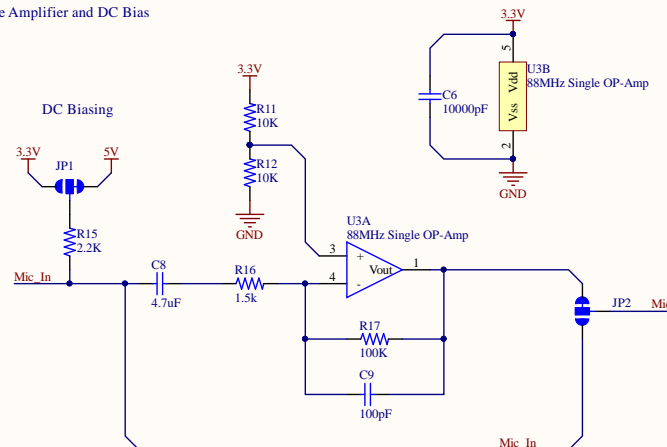 e Amplifier and DC Bias
3.3V
5
U3B
Vdd
88MHz Single OP-Amp
Vss
2
C6
10000pF
GND
3.3V
DC Biasing
R11
10K
3.3V
5V
JP1
R12
10K
GND
R15
2.2K
U3A
88MHz Single OP-Amp
3
+
Vout
1
4
-
Mic_In
C8
4.7uF
R16
1.5k
JP2
Mic
R17
100K
C9
100pF
Mic_In